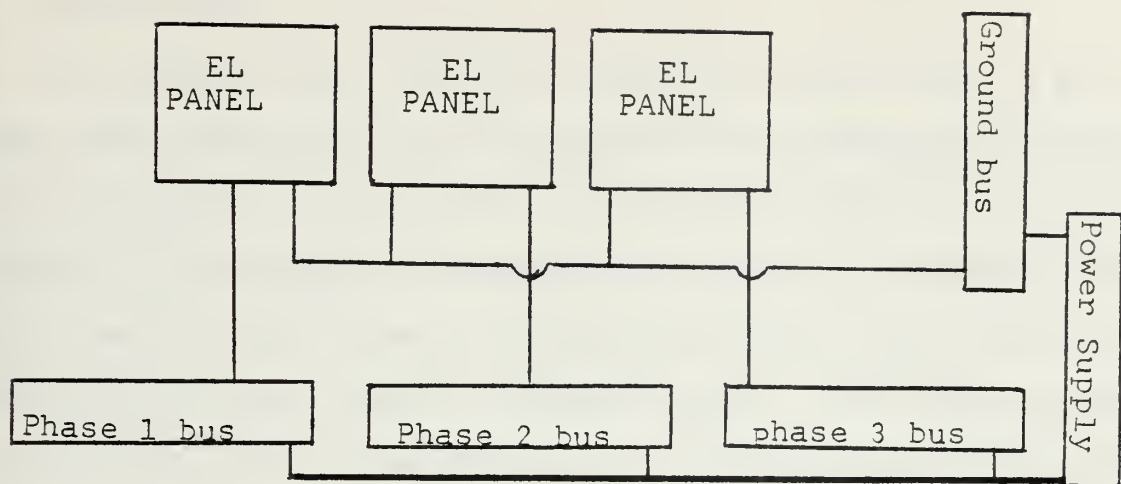 EL
PANEL
EL
PANEL
EL
PANEL
Ground bus
Power Supply
Phase 1 bus
Phase 2 bus
phase 3 bus